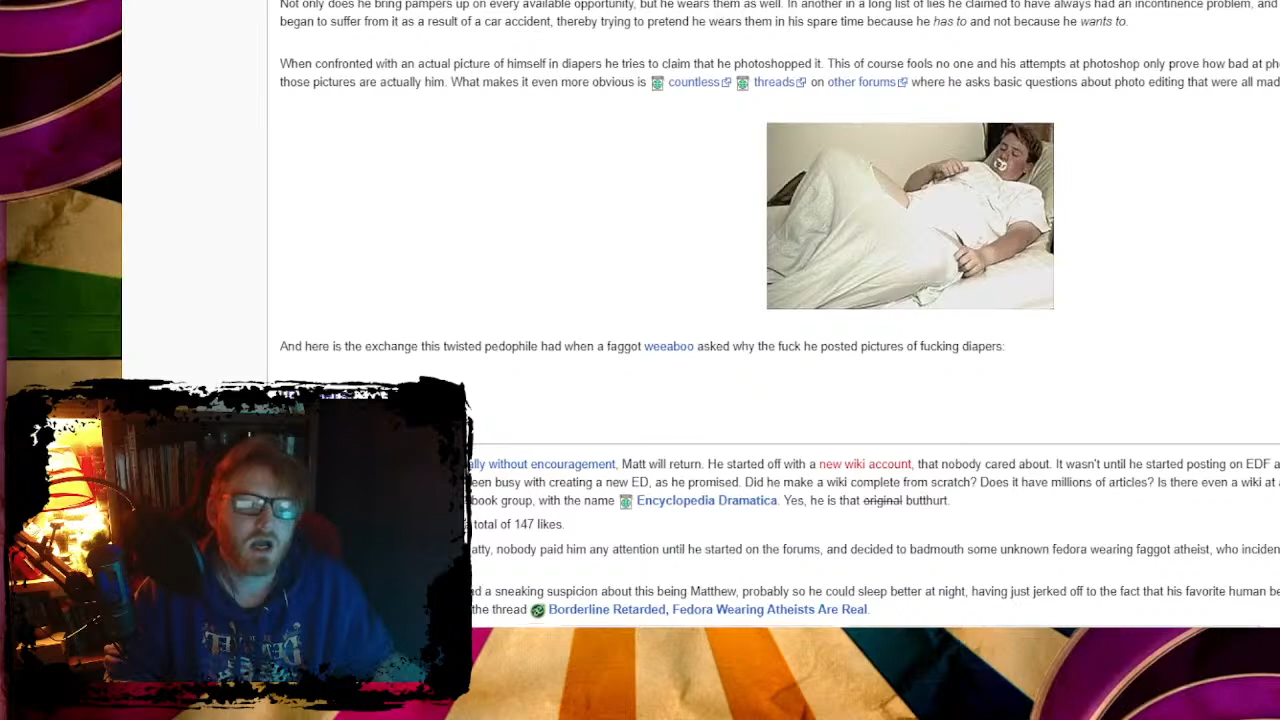 Not only does he bring pampers up on every available opportunity, but he wears them as well. In another in a long list of lies he claimed to have always had an incontinence problem, and
began to suffer from it as a result of a car accident, thereby trying to pretend he wears them in his spare time because he has to and not because he wants to.
When confronted with an actual picture of himself in diapers he tries to claim that he photoshopped it. This of course fools no one and his attempts at photoshop only prove how bad at ph
those pictures are actually him. What makes it even more obvious is countless threads on other forums where he asks basic questions about photo editing that were all mad
And here is the exchange this twisted pedophile had when a faggot weeaboo asked why the fuck he posted pictures of fucking diapers:
ally without encouragement, Matt will return. He started off with a new wiki account, that nobody cared about. It wasn't until he started posting on EDF a
en busy with creating a new ED, as he promised. Did he make a wiki complete from scratch? Does it have millions of articles? Is there even a wiki at
book group, with the name Encyclopedia Dramatica. Yes, he is that original butthurt.
total of 147 likes.
atty, nobody paid him any attention until he started on the forums, and decided to badmouth some unknown fedora wearing faggot atheist, who inciden
d a sneaking suspicion about this being Matthew, probably so he could sleep better at night, having just jerked off to the fact that his favorite human be
the thread Borderline Retarded, Fedora Wearing Atheists Are Real.